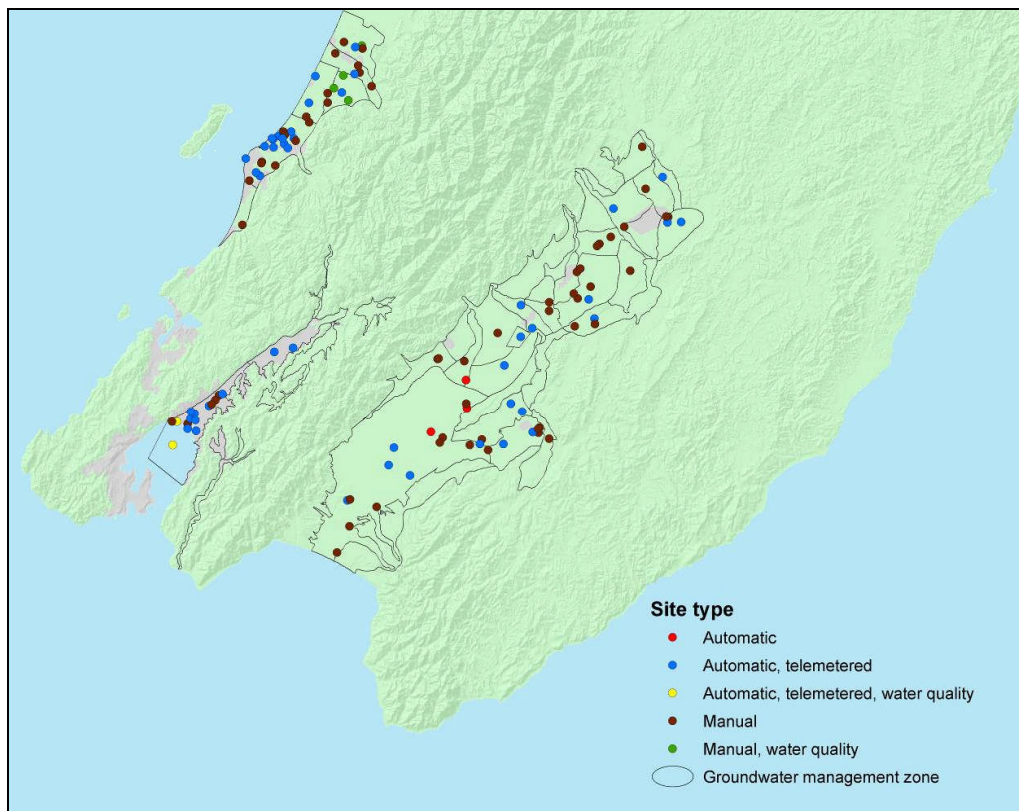 Site type
Automatic
Automatic, telemetered
Automatic, telemetered, water quality
Manual
Manual, water quality
Groundwater management zone